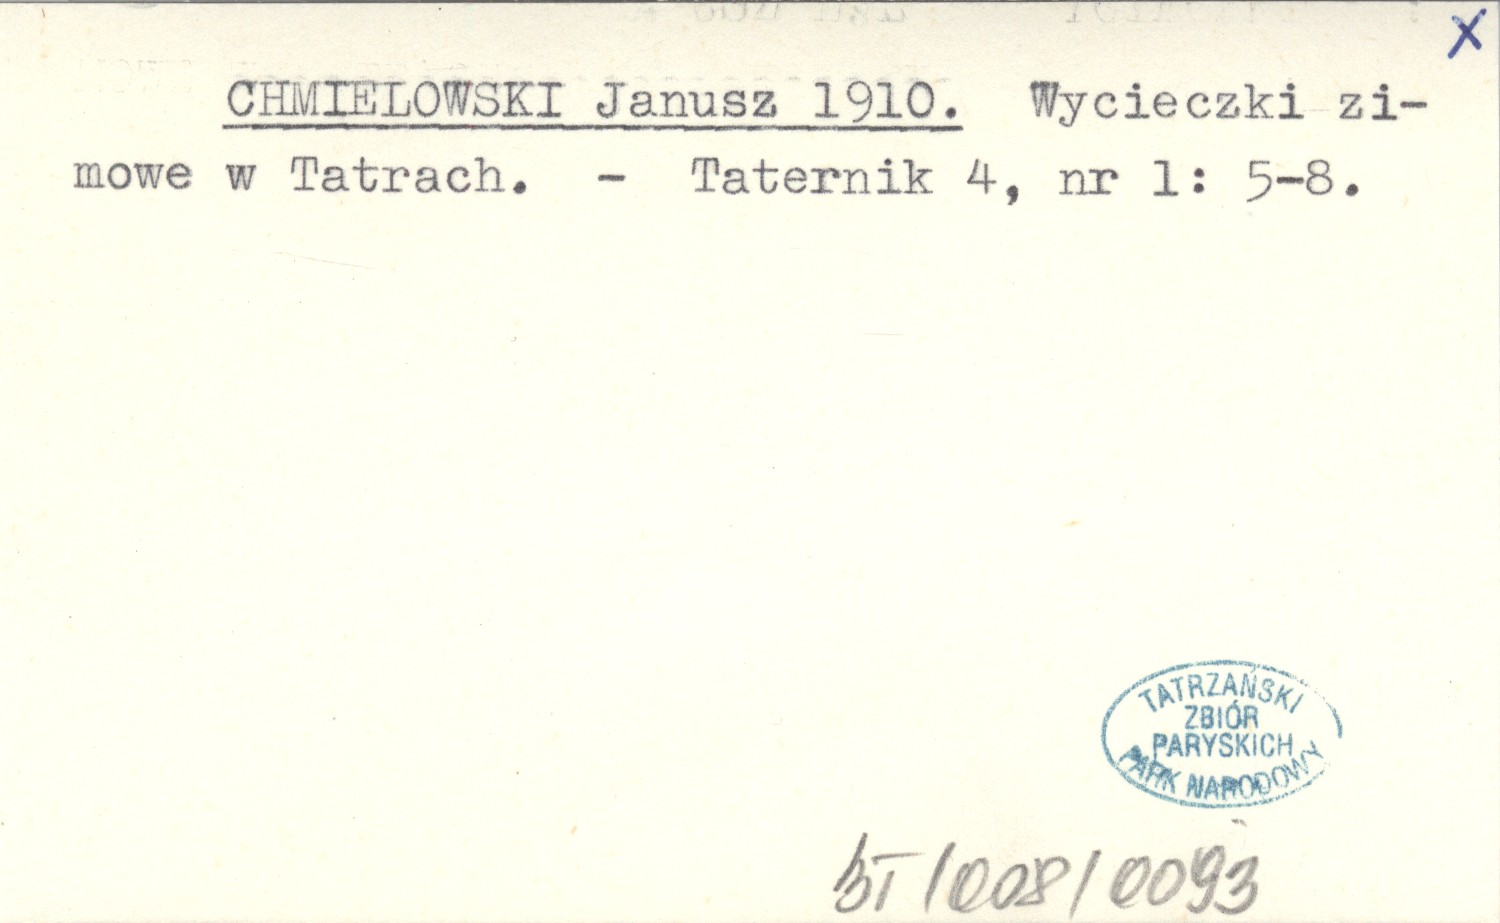 X
CHMIELOWSKI Janusz 1910. Wycieczki zi-
mowe w Tatrach. - Taternik 4, nr 1: 5-8.
TATRZAŃSKI
ZBIÓR
PARYSKICH
PARK NARODOWY
BT/008/0093